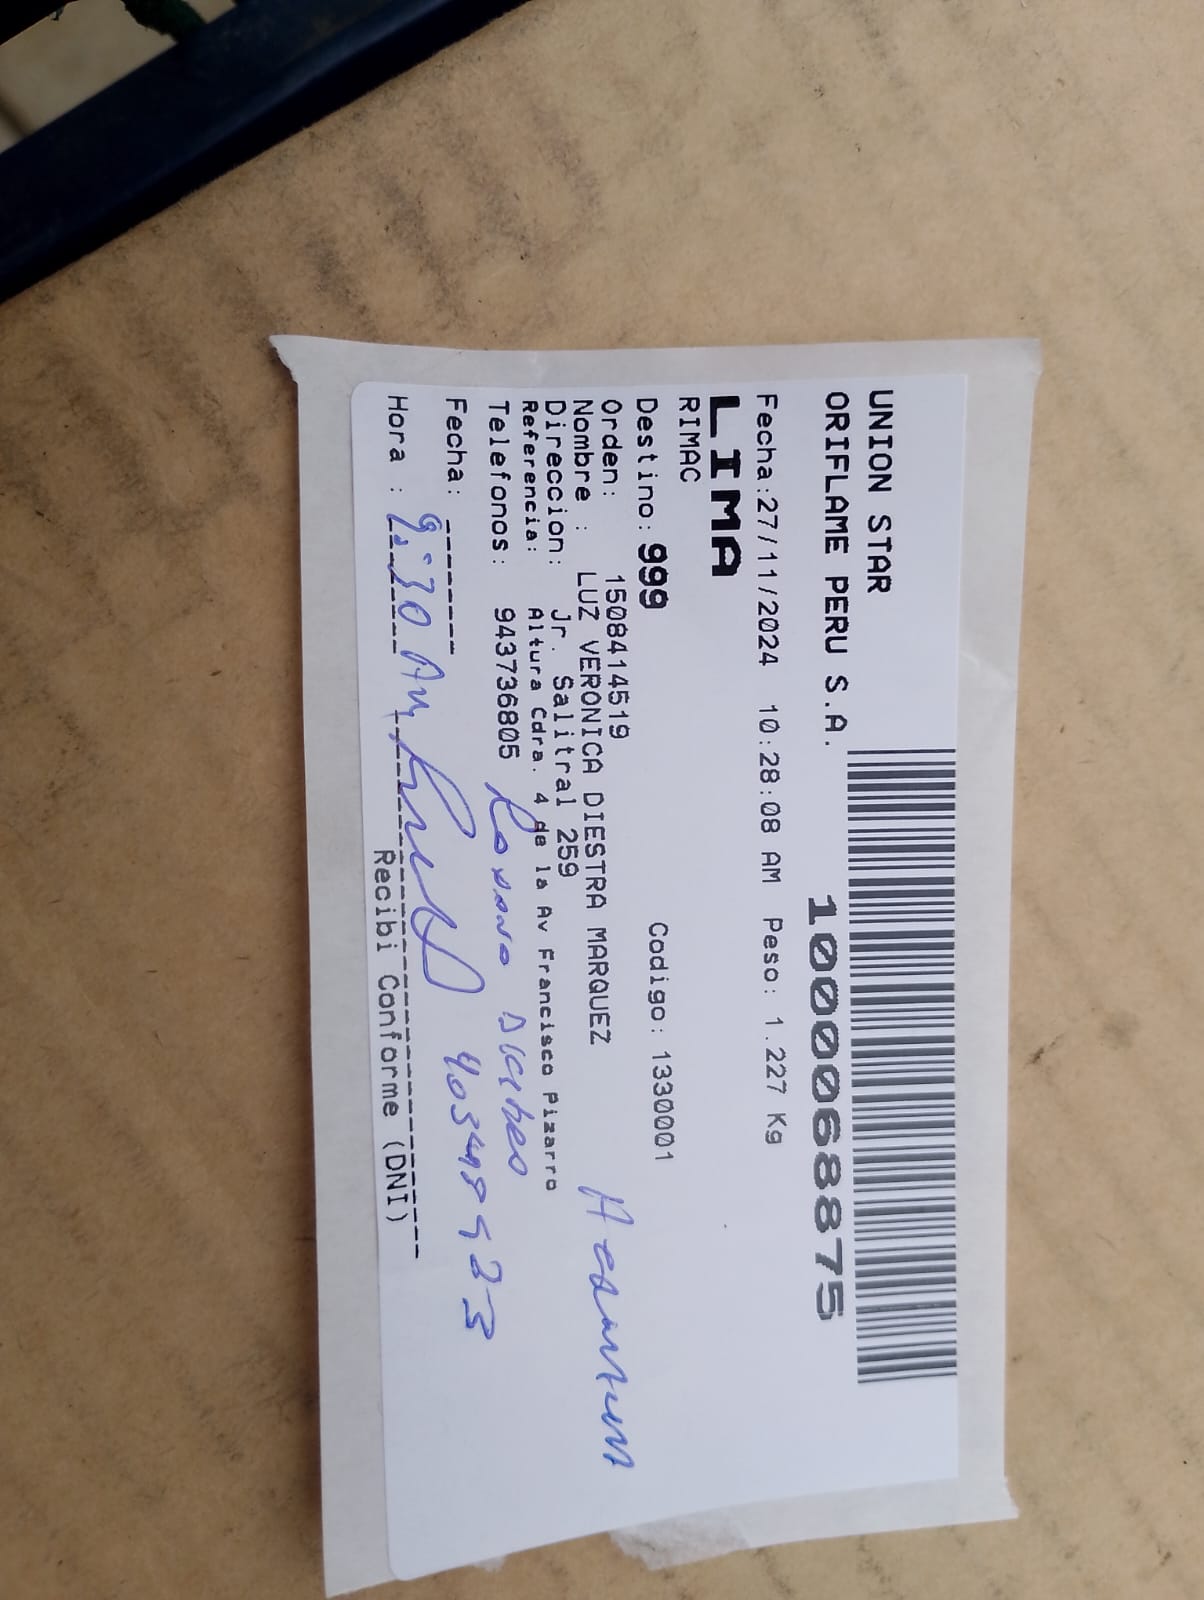 UNION STAR
ORIFLAME PERU S.A.
1000068875
Fecha:27/11/2024 10:28:08 AM Peso: 1.227 Kg
LIMA
RIMAC
Destino: 999 Codigo: 1330001
Orden: 1508414519
Nombre : LUZ VERONICA DIESTRA MARQUEZ
Direccion: Jr. Salitral 259
Referencia: Altura Cdra. 4 de la Av Francisco Pizarro
Telefonos: 943736805
Fecha:
Hora : 9:30 Am
Recibi Conforme (DNI)